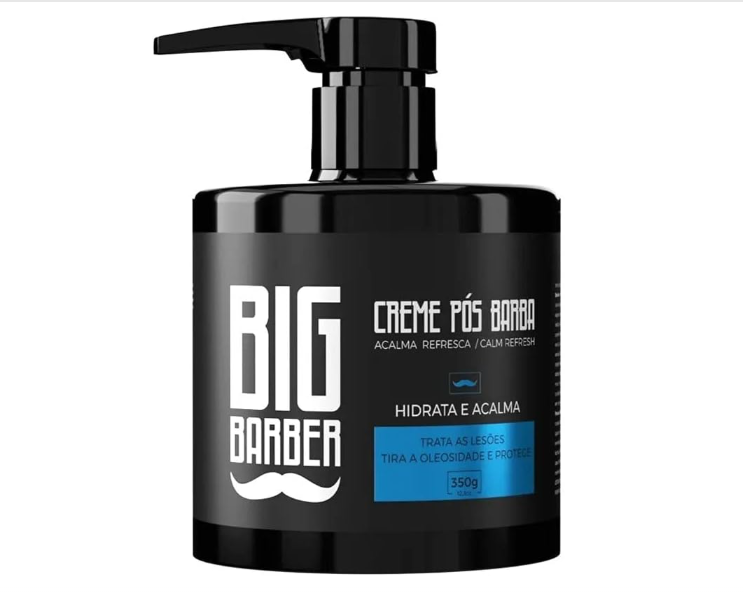 BIG
BARBER
CREME PÓS BARBA
ACALMA REFRESCA / CALM REFRESH
HIDRATA E ACALMA
TRATA AS LESÕES
TIRA A OLEOSIDADE E PROTEGE
350g